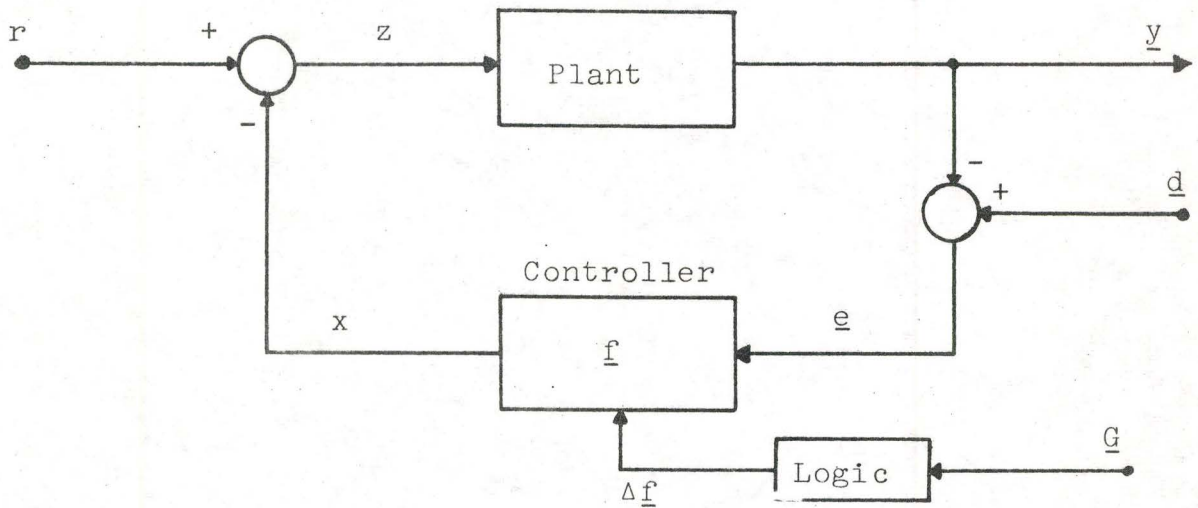 r
+
z
Plant
y
-
-
+
d
Controller
x
e
f
G
Logic
Δf